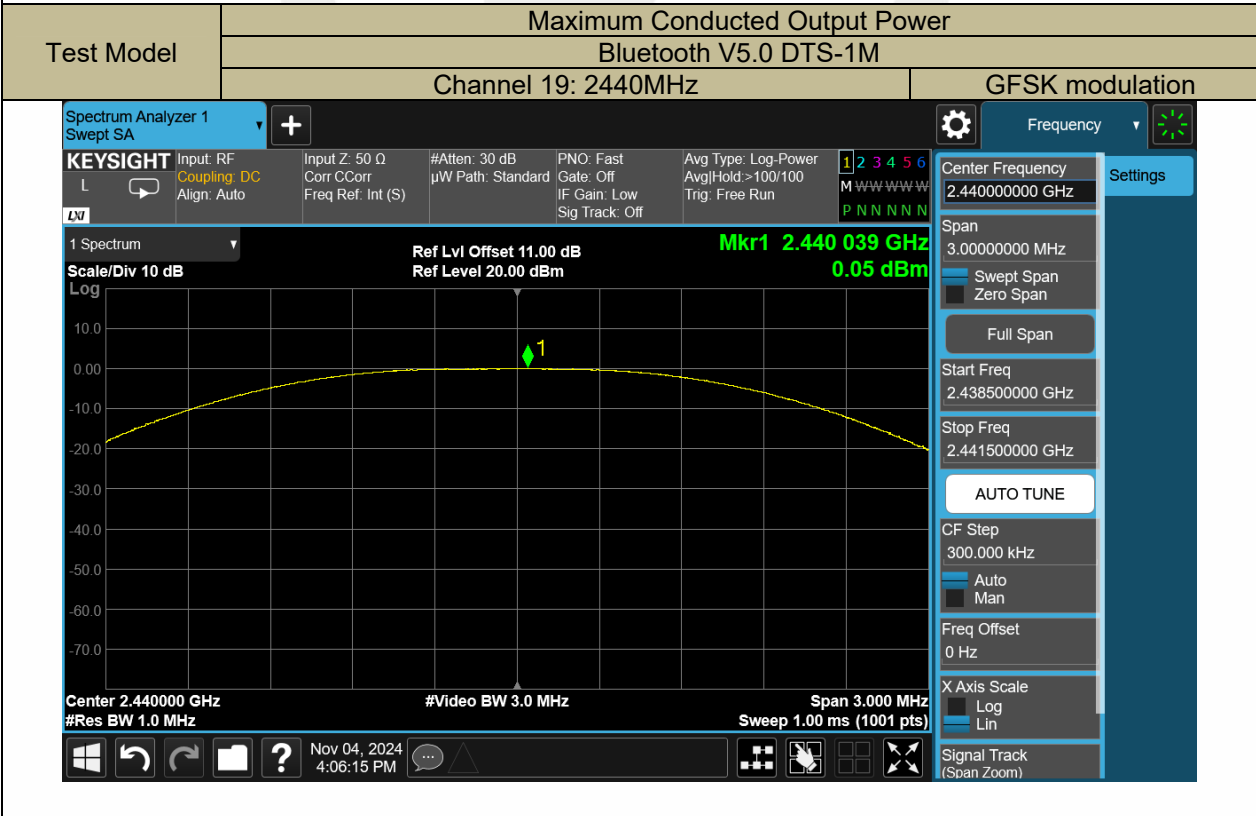 Test Model
Maximum Conducted Output Power
Bluetooth V5.0 DTS-1M
Channel 19: 2440MHz
GFSK modulation
Spectrum Analyzer 1
Swept SA
Frequency
KEYSIGHT
L
LXI
Input: RF
Coupling: DC
Align: Auto
Input Z: 50 Ω
Corr CCorr
Freq Ref: Int (S)
#Atten: 30 dB
µW Path: Standard
PNO: Fast
Gate: Off
IF Gain: Low
Sig Track: Off
Avg Type: Log-Power
Avg|Hold:>100/100
Trig: Free Run
1 2 3 4 5 6
M W W W W W
P N N N N N
1 Spectrum
Scale/Div 10 dB
Log
Ref Lvl Offset 11.00 dB
Ref Level 20.00 dBm
Mkr1 2.440 039 GHz
0.05 dBm
1
10.0
0.00
-10.0
-20.0
-30.0
-40.0
-50.0
-60.0
-70.0
Center 2.440000 GHz
#Res BW 1.0 MHz
#Video BW 3.0 MHz
Span 3.000 MHz
Sweep 1.00 ms (1001 pts)
Nov 04, 2024
4:06:15 PM
Center Frequency
2.440000000 GHz
Settings
Span
3.00000000 MHz
Swept Span
Zero Span
Full Span
Start Freq
2.438500000 GHz
Stop Freq
2.441500000 GHz
AUTO TUNE
CF Step
300.000 kHz
Auto
Man
Freq Offset
0 Hz
X Axis Scale
Log
Lin
Signal Track
(Span Zoom)